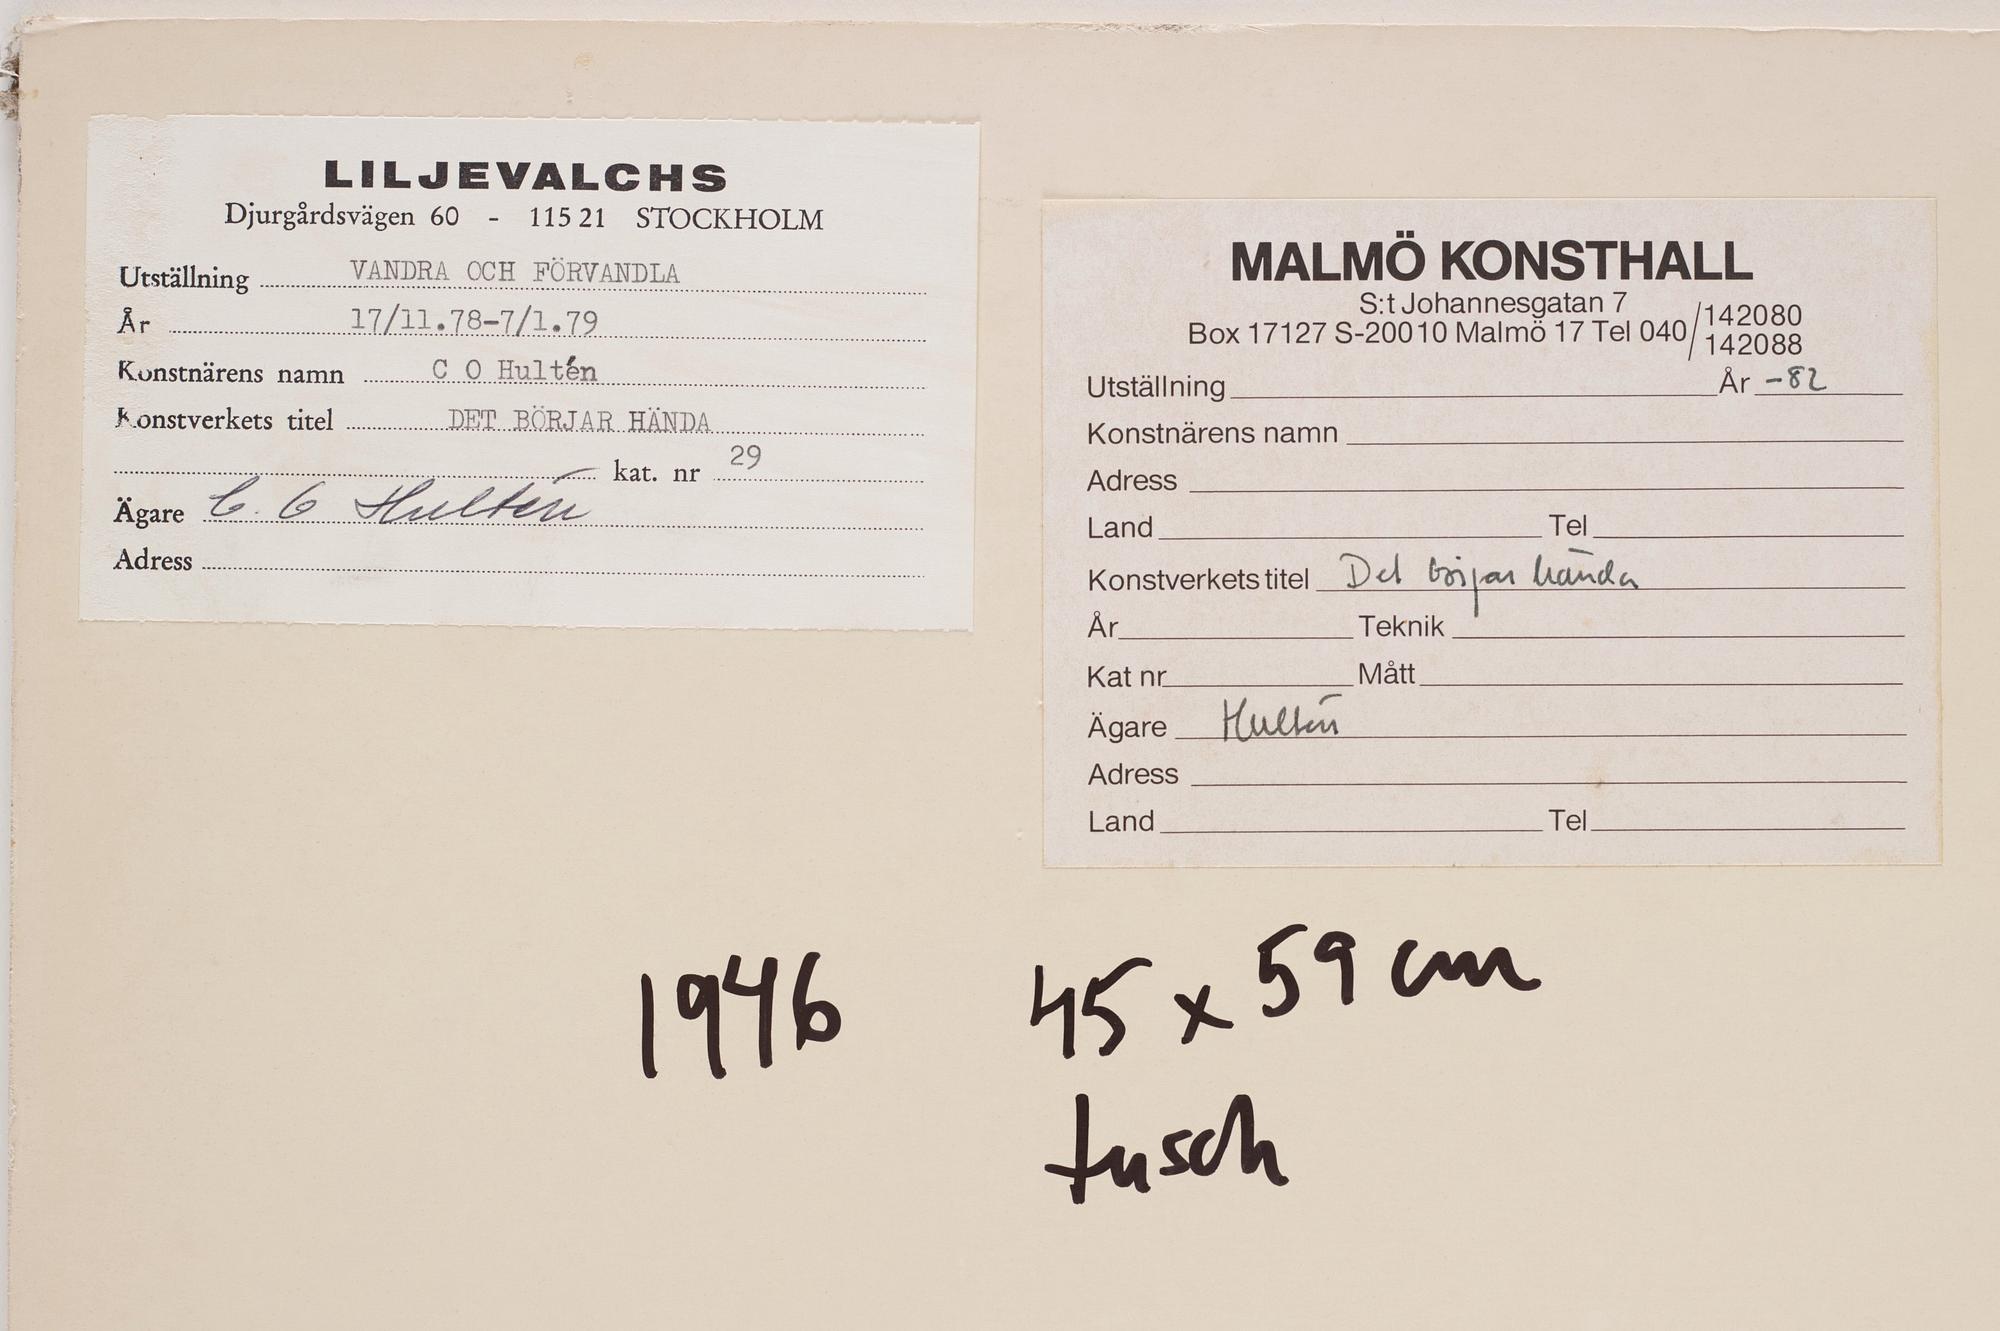 LILJEVALCHS
Djurgårdsvägen 60 - 115 21 STOCKHOLM
Utställning VANDRA OCH FÖRVANDLA
År 17/11.78-7/1.79
Konstnärens namn C O Hultén
Konstverkets titel DET BÖRJAR HÄNDA
kat. nr 29
Ägare C. O Hultén
Adress
MALMÖ KONSTHALL
S:t Johannesgatan 7
Box 17127 S-200 10 Malmö 17 Tel 040/142080
142088
Utställning År -82
Konstnärens namn
Adress
Land Tel
Konstverkets titel Det börjar hända
År Teknik
Kat nr Mått
Ägare Hultén
Adress
Land Tel
1946 45 x 59 cm
tusch